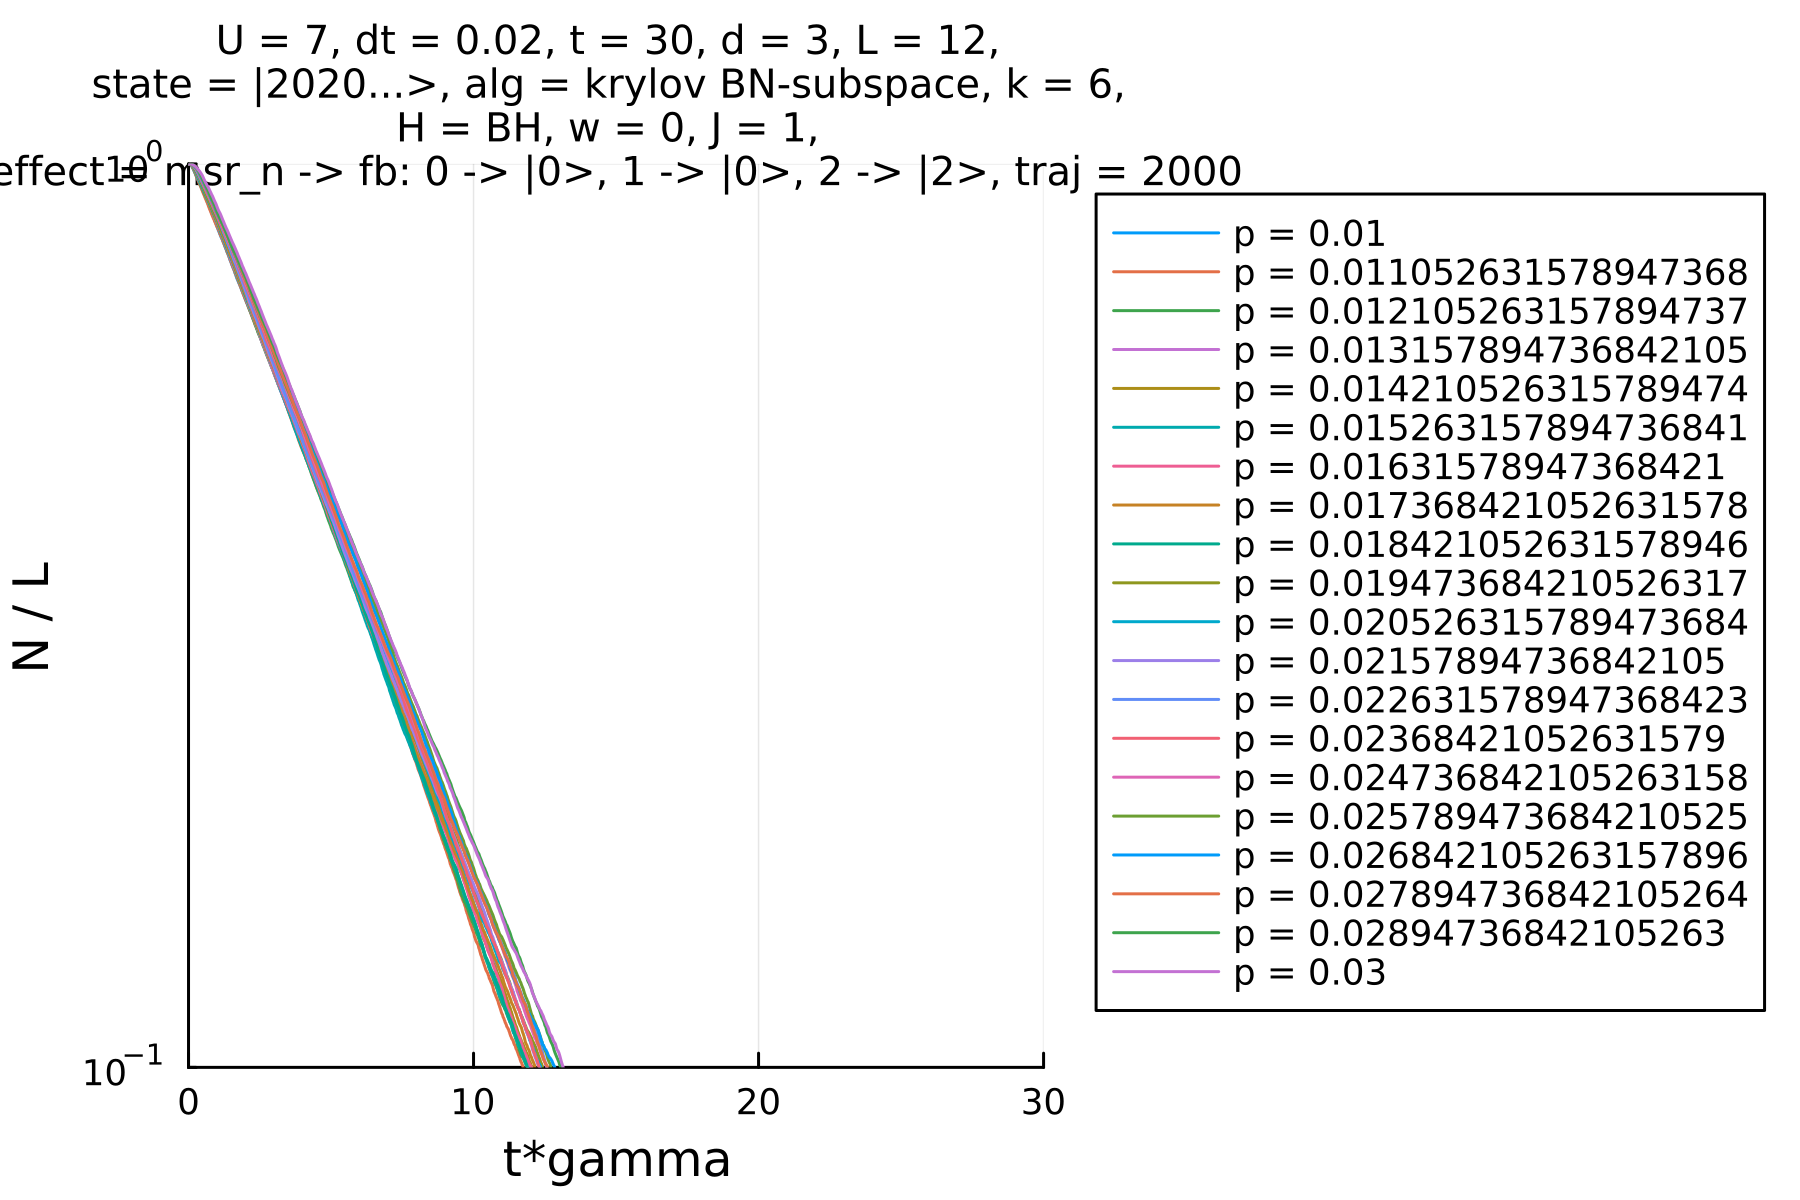 U = 7, dt = 0.02, t = 30, d = 3, L = 12,
state = |2020...>, alg = krylov BN-subspace, k = 6,
H = BH, w = 0, J = 1,
effect = msr_n -> fb: 0 -> |0>, 1 -> |0>, 2 -> |2>, traj = 2000
10⁰
p = 0.01
p = 0.011052631578947368
p = 0.012105263157894737
p = 0.013157894736842105
p = 0.014210526315789474
p = 0.015263157894736841
p = 0.01631578947368421
p = 0.017368421052631578
p = 0.018421052631578946
p = 0.019473684210526317
p = 0.020526315789473684
p = 0.02157894736842105
p = 0.022631578947368423
p = 0.02368421052631579
p = 0.024736842105263158
p = 0.025789473684210525
p = 0.026842105263157896
p = 0.027894736842105264
p = 0.02894736842105263
p = 0.03
N / L
10⁻¹
0 10 20 30
t*gamma